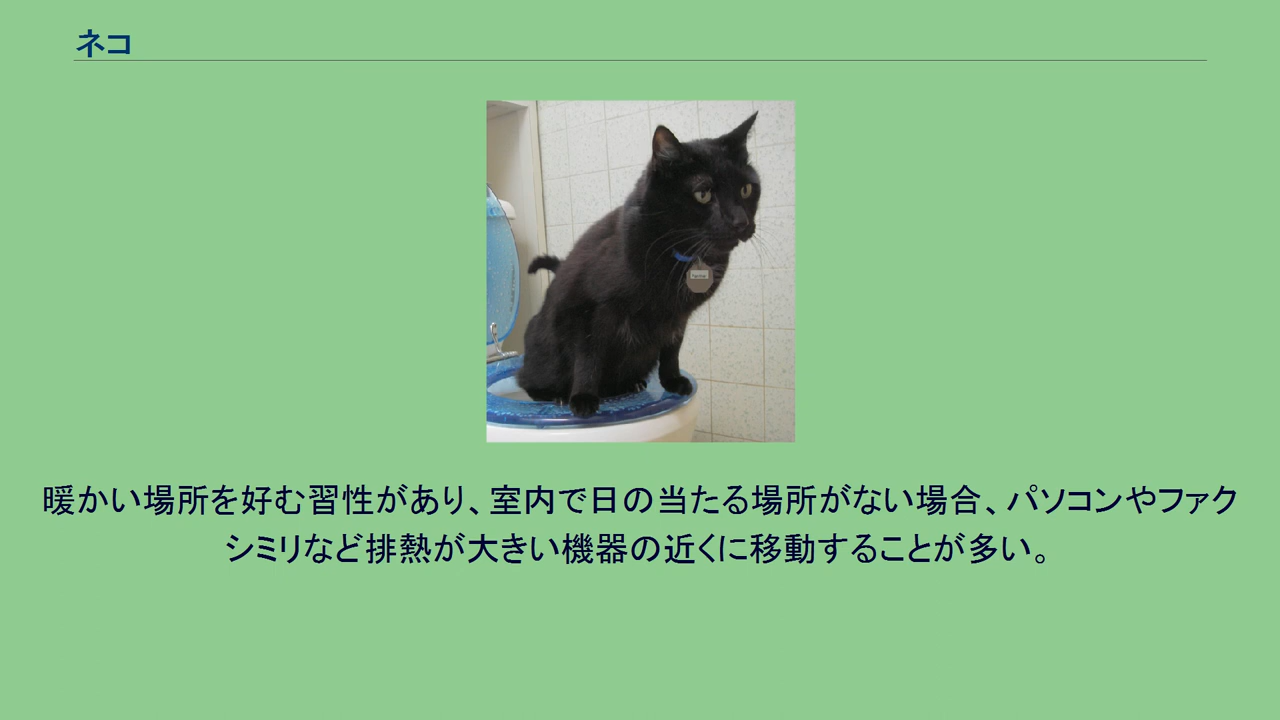 ネコ
暖かい場所を好む習性があり、室内で日の当たる場所がない場合、パソコンやファク
シミリなど排熱が大きい機器の近くに移動することが多い。